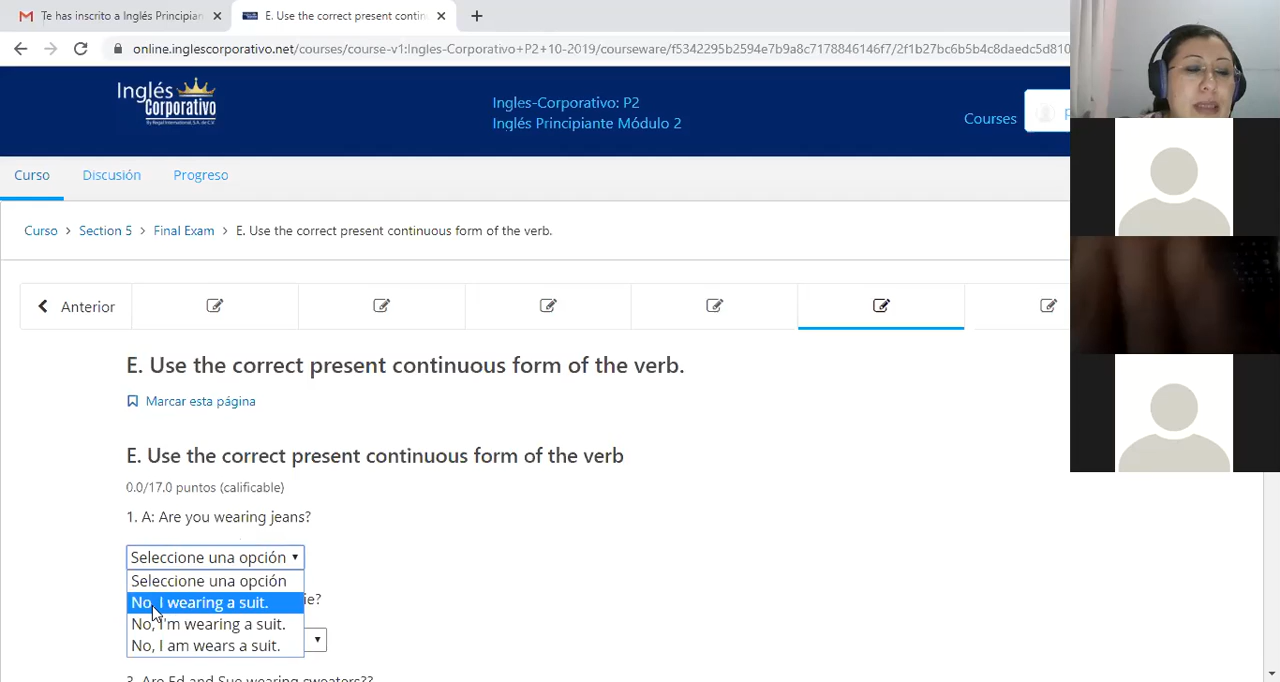 Te has inscrito a Inglés Principian
E. Use the correct present contin
online.inglescorporativo.net/courses/course-v1:Ingles-Corporativo+P2+10-2019/courseware/f5342295b2594e7b9a8c7178846146f7/2f1b27bc6b5b4c8daedc5d810
Inglés
Corporativo
By Regal International, S.A. de C.V.
Ingles-Corporativo: P2
Inglés Principiante Módulo 2
Courses
Curso
Discusión
Progreso
Curso > Section 5 > Final Exam > E. Use the correct present continuous form of the verb.
Anterior
E. Use the correct present continuous form of the verb.
Marcar esta página
E. Use the correct present continuous form of the verb
0.0/17.0 puntos (calificable)
1. A: Are you wearing jeans?
Seleccione una opción
Seleccione una opción
No, I wearing a suit.
ie?
No, I'm wearing a suit.
No, I am wears a suit.
3. Are Ed and Sue wearing sweaters??